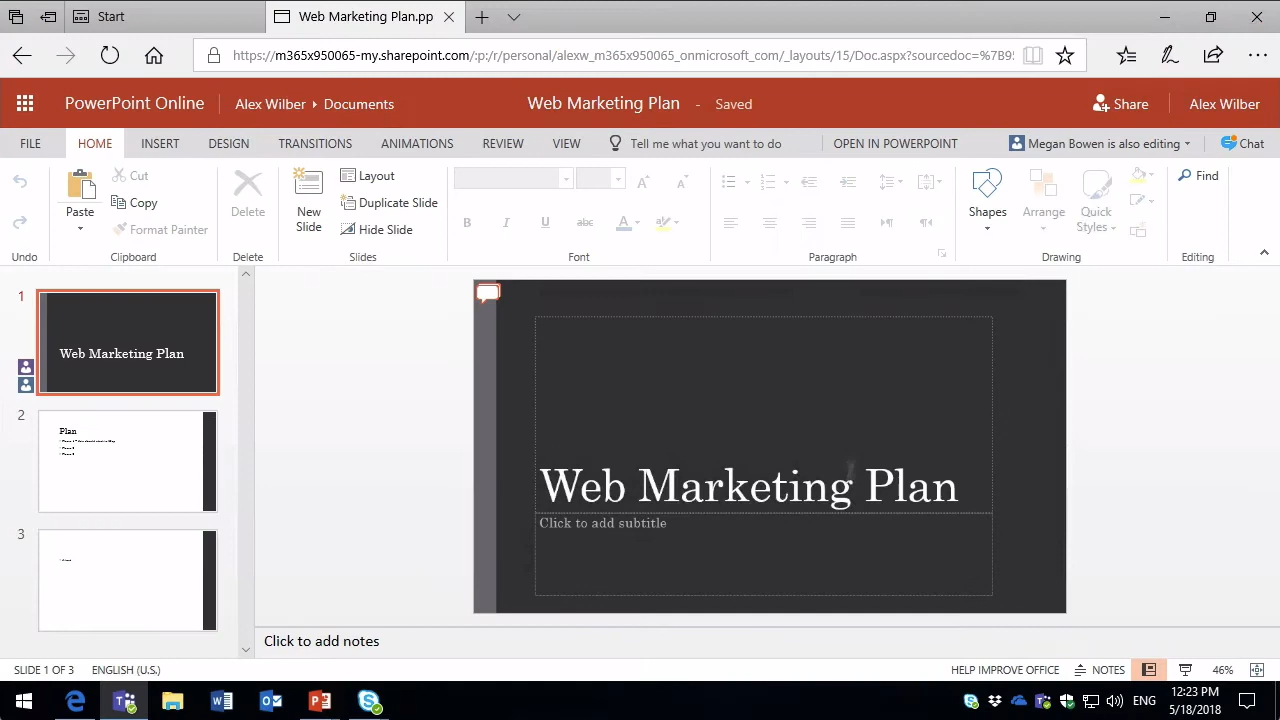 Start
Web Marketing Plan.pp
https://m365x950065-my.sharepoint.com/:p:/r/personal/alexw_m365x950065_onmicrosoft_com/_layouts/15/Doc.aspx?sourcedoc=%7B9
PowerPoint Online Alex Wilber Documents Web Marketing Plan - Saved Share Alex Wilber
FILE HOME INSERT DESIGN TRANSITIONS ANIMATIONS REVIEW VIEW Tell me what you want to do OPEN IN POWERPOINT Megan Bowen is also editing Chat
Paste
Cut
Copy
Format Painter
Delete
New
Slide
Layout
Duplicate Slide
Hide Slide
B I U abc A
A A
Shapes
Arrange
Quick
Styles
Find
Undo Clipboard Delete Slides Font Paragraph Drawing Editing
1
Web Marketing Plan
2
Plan
3
Web Marketing Plan
Click to add subtitle
Click to add notes
SLIDE 1 OF 3 ENGLISH (U.S.) HELP IMPROVE OFFICE NOTES 46%
ENG
12:23 PM
5/18/2018